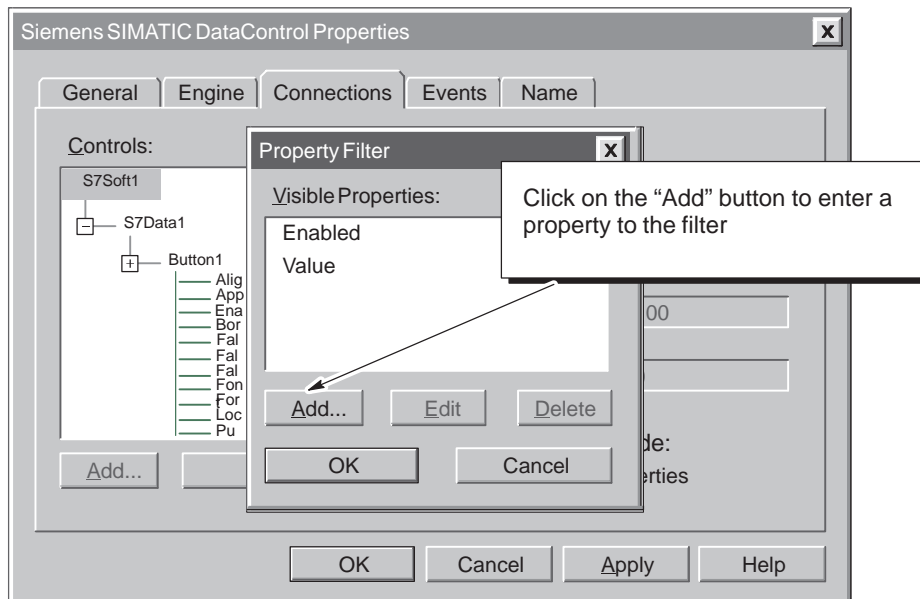 Siemens SIMATIC DataControl Properties
X
General Engine Connections Events Name
Controls:
S7Soft1
S7Data1
Button1
Alig
App
Ena
Bor
Fal
Fal
Fal
Fon
For
Loc
Pu
Add...
Property Filter
X
Visible Properties:
Enabled
Value
Add... Edit Delete
OK Cancel
Click on the “Add” button to enter a
property to the filter
00
de:
erties
OK Cancel Apply Help